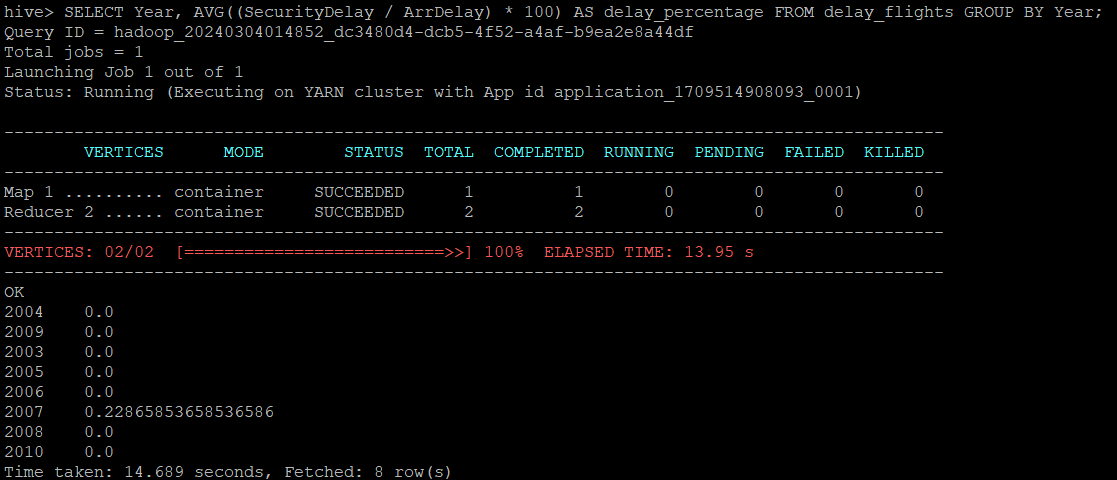 hive> SELECT Year, AVG((SecurityDelay / ArrDelay) * 100) AS delay_percentage FROM delay_flights GROUP BY Year;
Query ID = hadoop_20240304014852_dc3480d4-dcb5-4f52-a4af-b9ea2e8a44df
Total jobs = 1
Launching Job 1 out of 1
Status: Running (Executing on YARN cluster with App id application_1709514908093_0001)
----------------------------------------------------------------------------------------------
        VERTICES      MODE        STATUS  TOTAL  COMPLETED  RUNNING  PENDING  FAILED  KILLED
----------------------------------------------------------------------------------------------
Map 1 .......... container     SUCCEEDED      1          1        0        0       0       0
Reducer 2 ...... container     SUCCEEDED      2          2        0        0       0       0
----------------------------------------------------------------------------------------------
VERTICES: 02/02  [==========================>>] 100%  ELAPSED TIME: 13.95 s
----------------------------------------------------------------------------------------------
OK
2004    0.0
2009    0.0
2003    0.0
2005    0.0
2006    0.0
2007    0.22865853658536586
2008    0.0
2010    0.0
Time taken: 14.689 seconds, Fetched: 8 row(s)